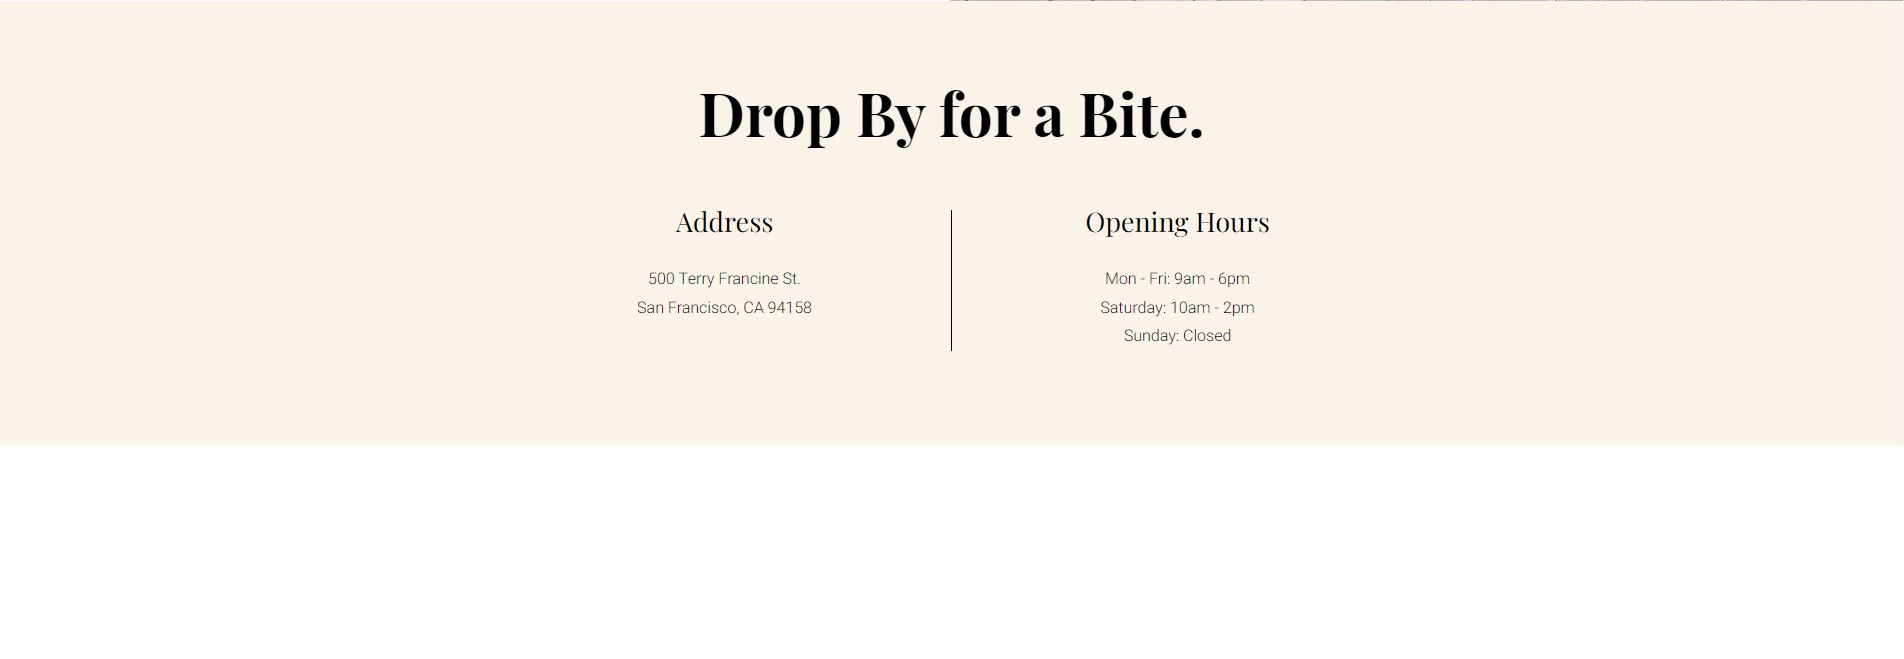 Drop By for a Bite.
Address
500 Terry Francine St.
San Francisco, CA 94158
Opening Hours
Mon - Fri: 9am - 6pm
Saturday: 10am - 2pm
Sunday: Closed